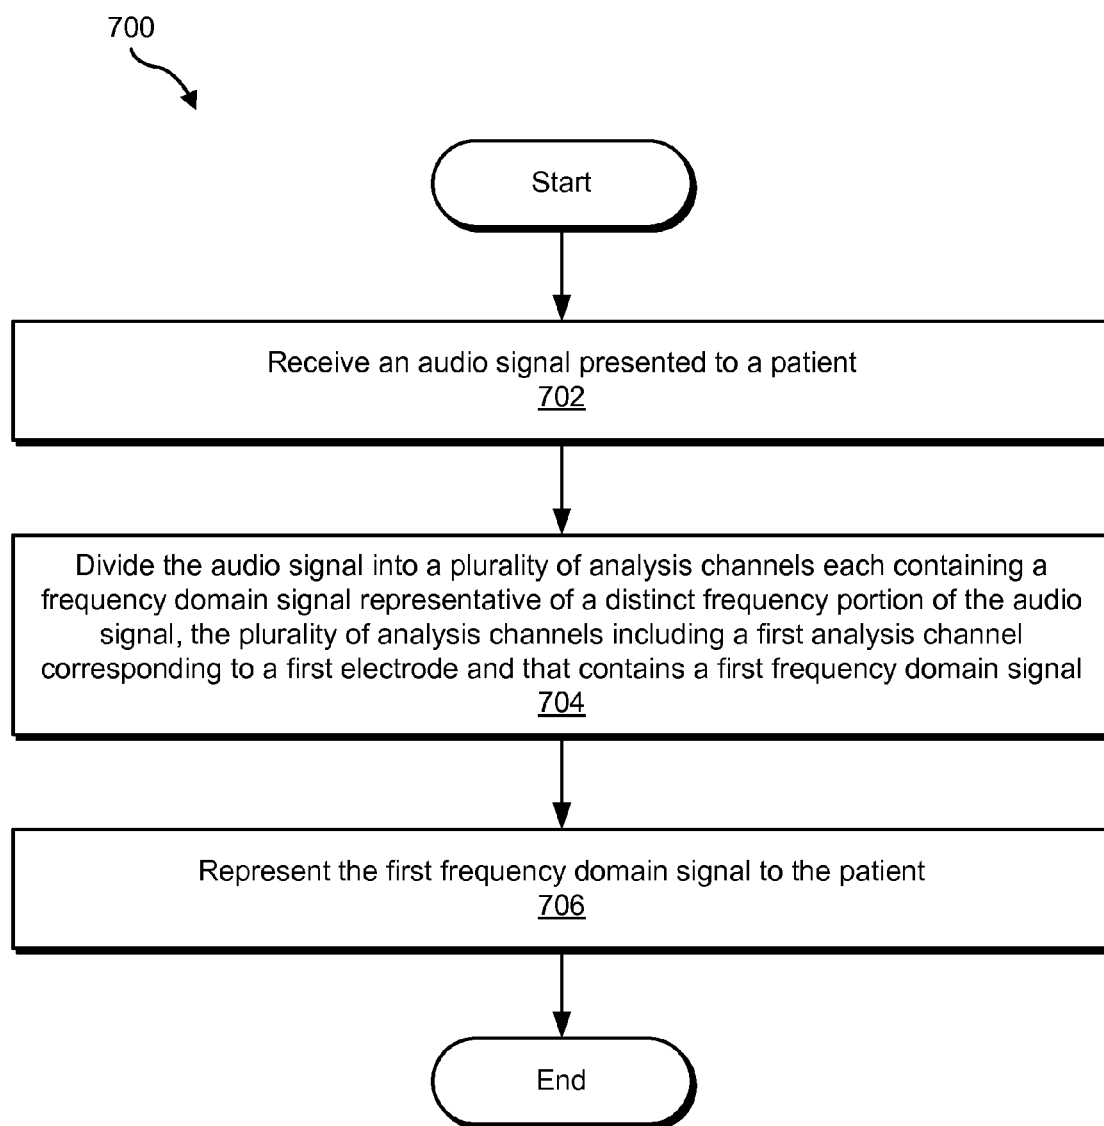 700
Start
Receive an audio signal presented to a patient
702
Divide the audio signal into a plurality of analysis channels each containing a
frequency domain signal representative of a distinct frequency portion of the audio
signal, the plurality of analysis channels including a first analysis channel
corresponding to a first electrode and that contains a first frequency domain signal
704
Represent the first frequency domain signal to the patient
706
End